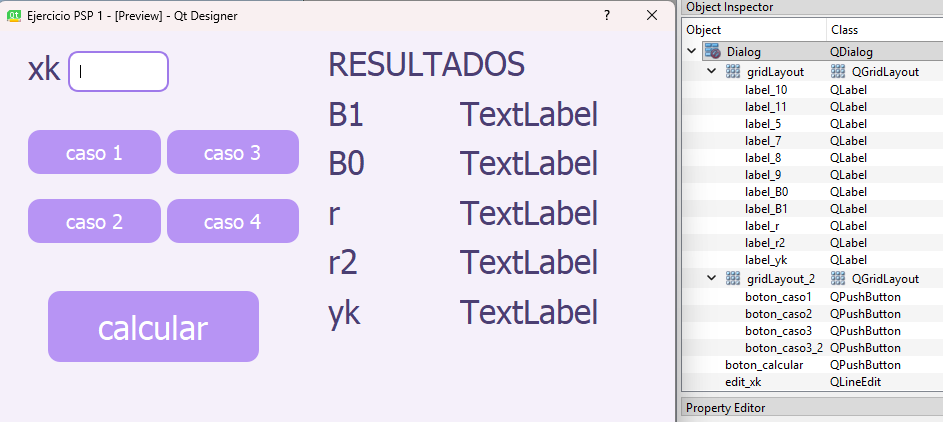 Ejercicio PSP 1 - [Preview] - Qt Designer
?
xk
RESULTADOS
B1 TextLabel
B0 TextLabel
r TextLabel
r2 TextLabel
yk TextLabel
caso 1 caso 3
caso 2 caso 4
calcular
Object Inspector
Object Class
Dialog QDialog
gridLayout QGridLayout
label_10 QLabel
label_11 QLabel
label_5 QLabel
label_7 QLabel
label_8 QLabel
label_9 QLabel
label_B0 QLabel
label_B1 QLabel
label_r QLabel
label_r2 QLabel
label_yk QLabel
gridLayout_2 QGridLayout
boton_caso1 QPushButton
boton_caso2 QPushButton
boton_caso3 QPushButton
boton_caso3_2 QPushButton
boton_calcular QPushButton
edit_xk QLineEdit
Property Editor